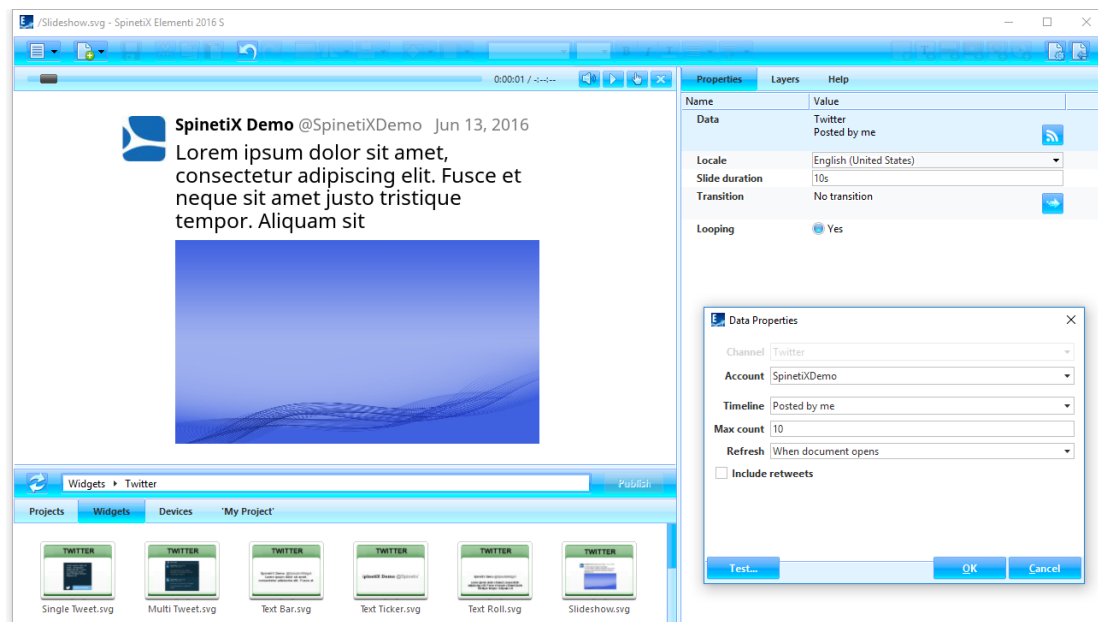 /Slideshow.svg - SpinetiX Elementi 2016 S
0:00:01 / -:--:--
SpinetiX Demo @SpinetiXDemo Jun 13, 2016
Lorem ipsum dolor sit amet,
consectetur adipiscing elit. Fusce et
neque sit amet justo tristique
tempor. Aliquam sit
Widgets Twitter
Publish
Projects Widgets Devices 'My Project'
TWITTER TWITTER TWITTER TWITTER TWITTER TWITTER
Single Tweet.svg Multi Tweet.svg Text Bar.svg Text Ticker.svg Text Roll.svg Slideshow.svg
Properties Layers Help
Name Value
Data Twitter
Posted by me
Locale English (United States)
Slide duration 10s
Transition No transition
Looping Yes
Data Properties
Channel Twitter
Account SpinetiXDemo
Timeline Posted by me
Max count 10
Refresh When document opens
Include retweets
Test... OK Cancel